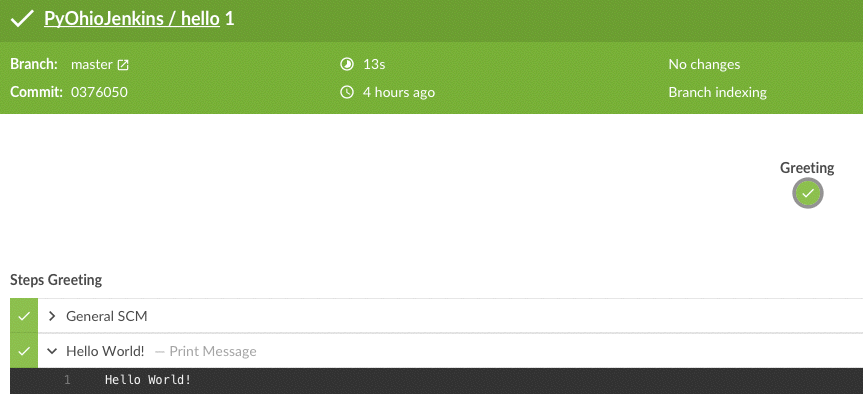 PyOhioJenkins / hello 1
Branch: master 13s No changes
Commit: 0376050 4 hours ago Branch indexing
Greeting
Steps Greeting
General SCM
Hello World! — Print Message
1 Hello World!